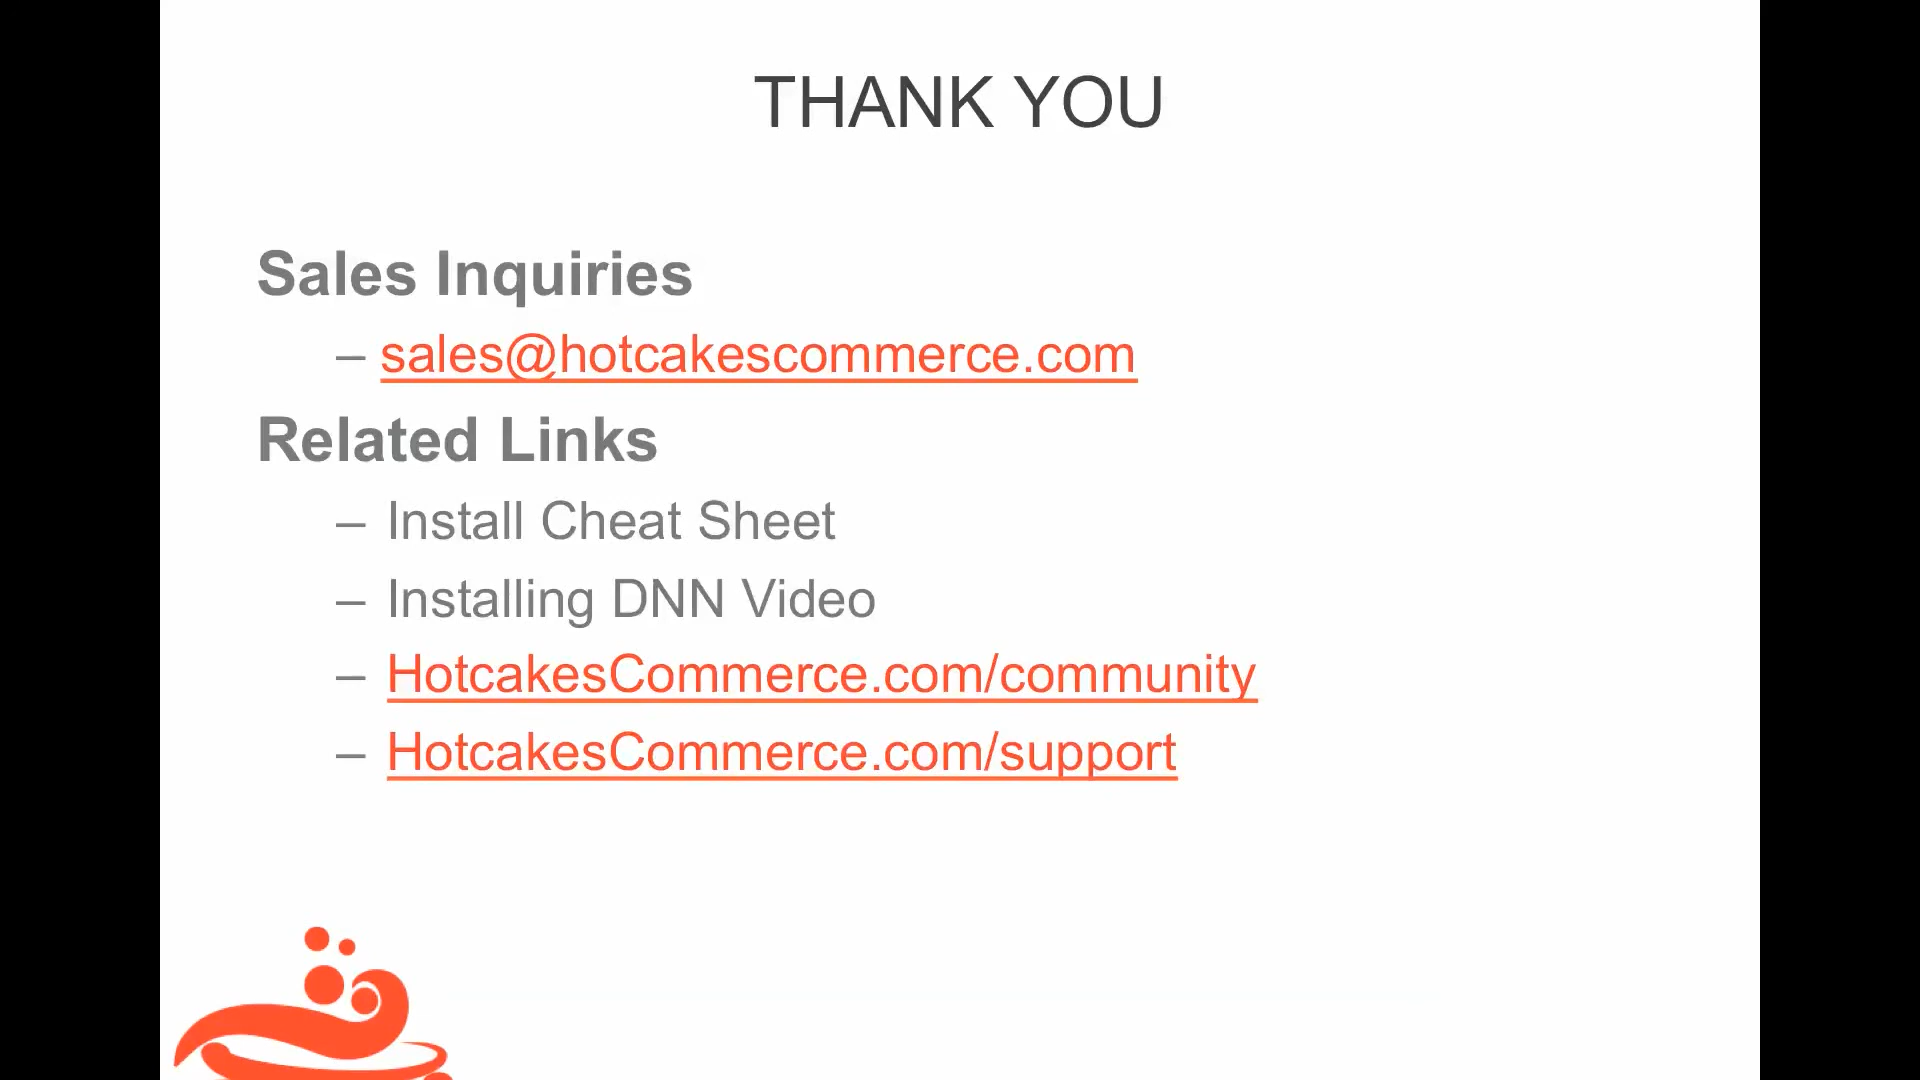 THANK YOU
Sales Inquiries
– sales@hotcakescommerce.com
Related Links
– Install Cheat Sheet
– Installing DNN Video
– HotcakesCommerce.com/community
– HotcakesCommerce.com/support